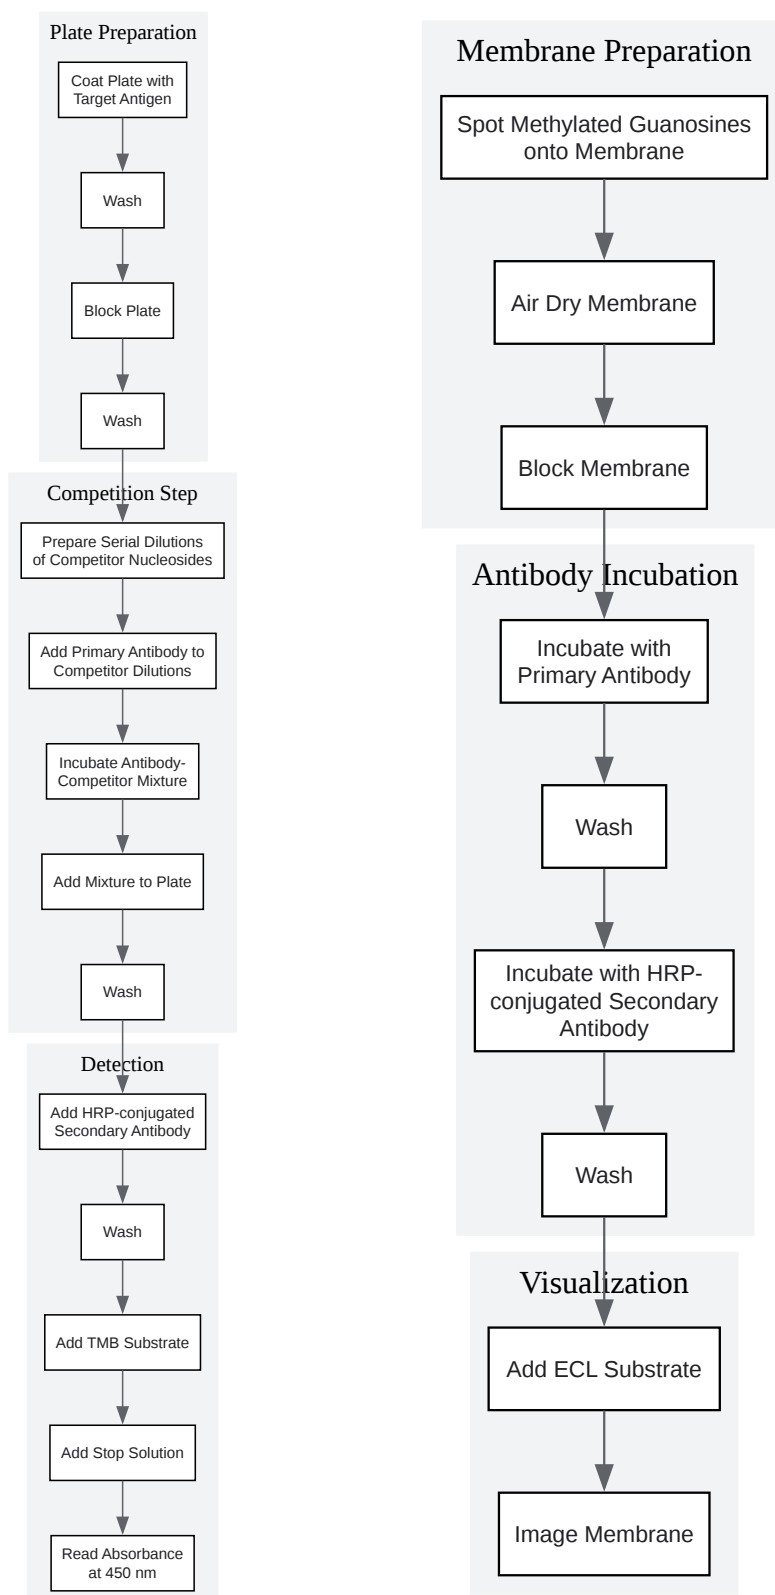 Plate Preparation
Coat Plate with
Target Antigen
Wash
Block Plate
Wash
Competition Step
Prepare Serial Dilutions
of Competitor Nucleosides
Add Primary Antibody to
Competitor Dilutions
Incubate Antibody-
Competitor Mixture
Add Mixture to Plate
Wash
Detection
Add HRP-conjugated
Secondary Antibody
Wash
Add TMB Substrate
Add Stop Solution
Read Absorbance
at 450 nm
Membrane Preparation
Spot Methylated Guanosines
onto Membrane
Air Dry Membrane
Block Membrane
Antibody Incubation
Incubate with
Primary Antibody
Wash
Incubate with HRP-
conjugated Secondary
Antibody
Wash
Visualization
Add ECL Substrate
Image Membrane